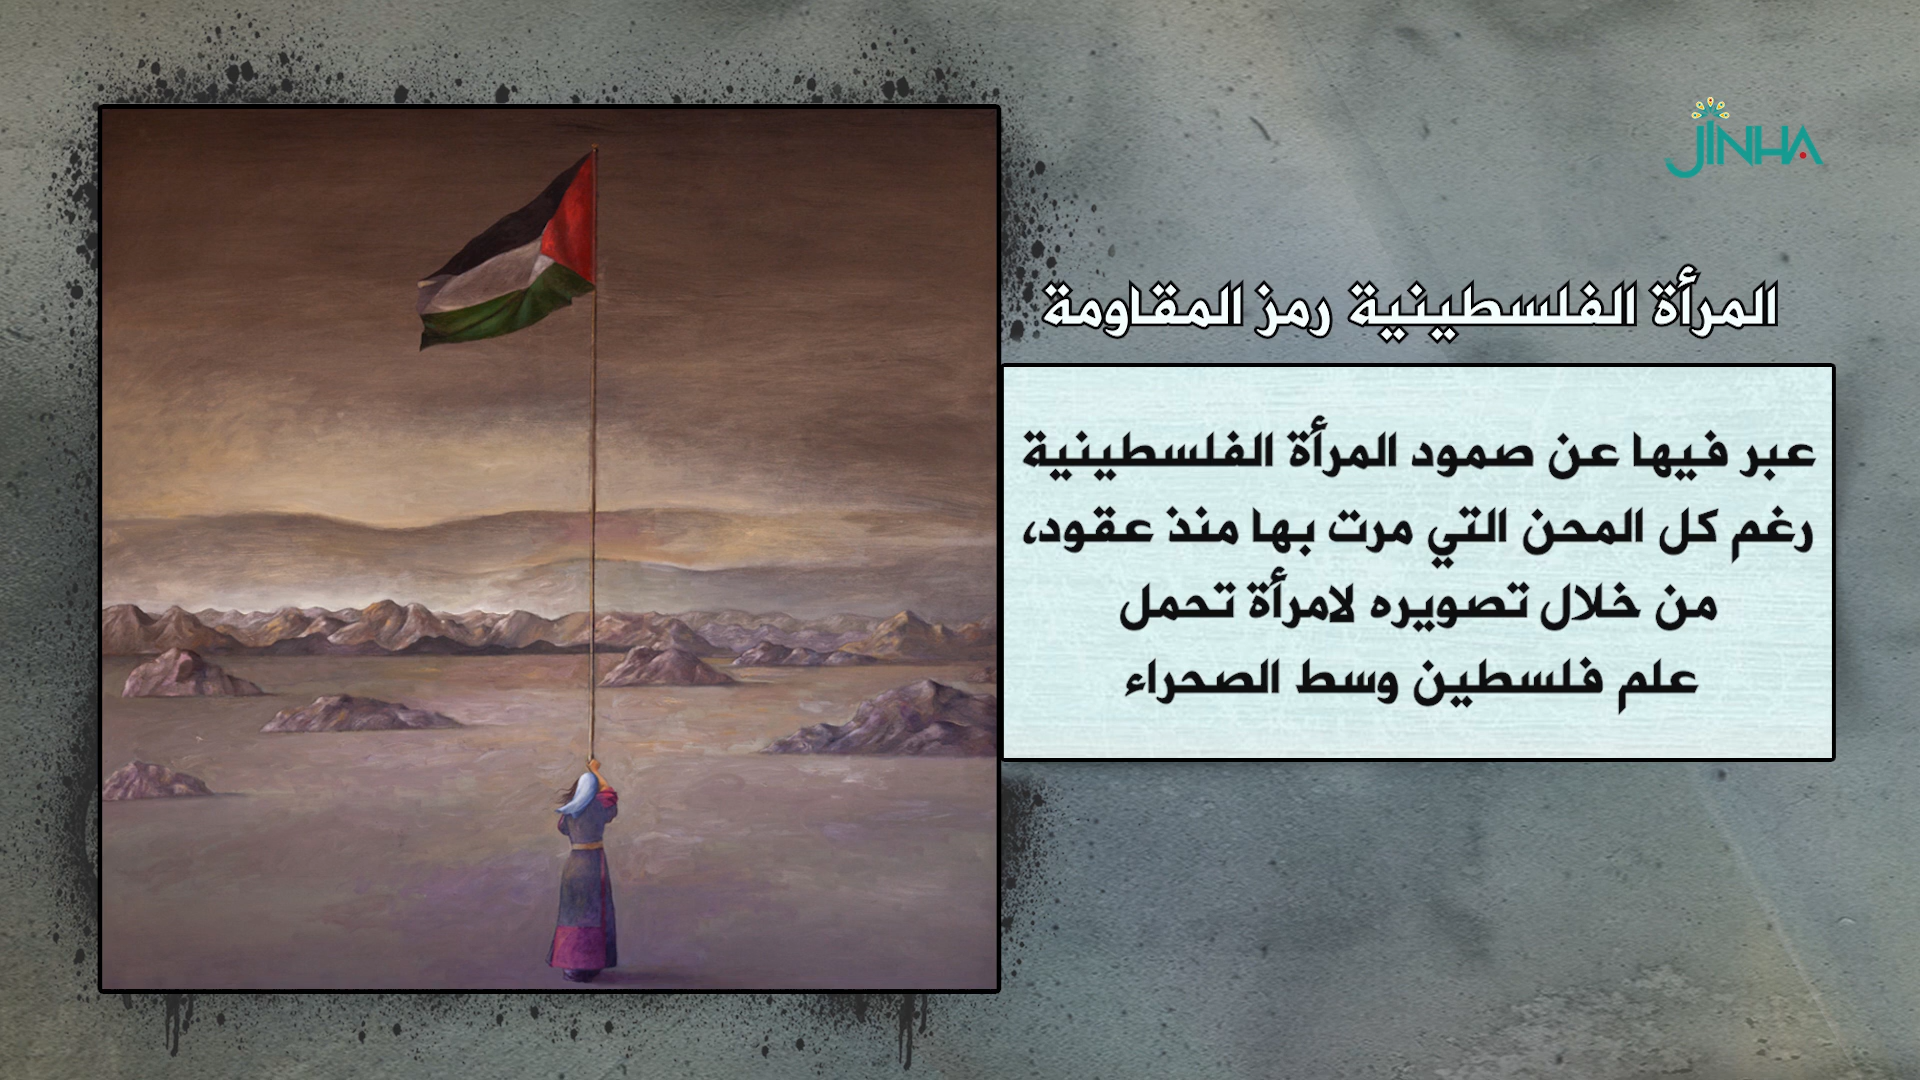 JINHA
المرأة الفلسطينية رمز المقاومة
عبر فيها عن صمود المرأة الفلسطينية
رغم كل المحن التي مرت بها منذ عقود،
من خلال تصويره لامرأة تحمل
علم فلسطين وسط الصحراء